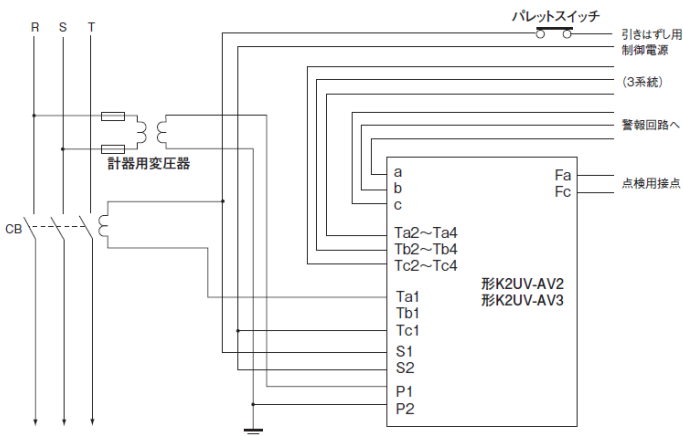 パレットスイッチ
R S T
引きはずし用
制御電源
(3系統)
計器用変圧器
警報回路へ
a
b
c
Fa
Fc
点検用接点
CB
Ta2～Ta4
Tb2～Tb4
Tc2～Tc4
形K2UV-AV2
形K2UV-AV3
Ta1
Tb1
Tc1
S1
S2
P1
P2